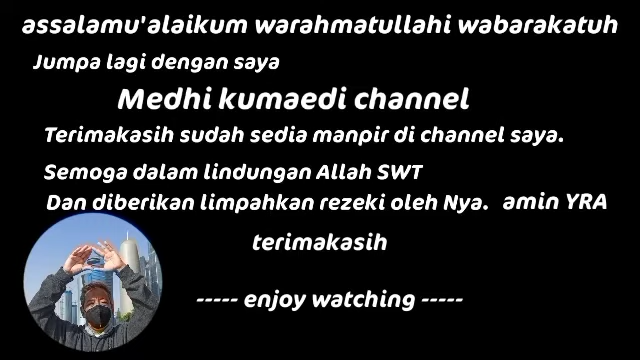 assalamu'alaikum warahmatullahi wabarakatuh
Jumpa lagi dengan saya
Medhi kumaedi channel
Terimakasih sudah sedia manpir di channel saya.
Semoga dalam lindungan Allah SWT
Dan diberikan limpahkan rezeki oleh Nya. amin YRA
terimakasih
----- enjoy watching -----